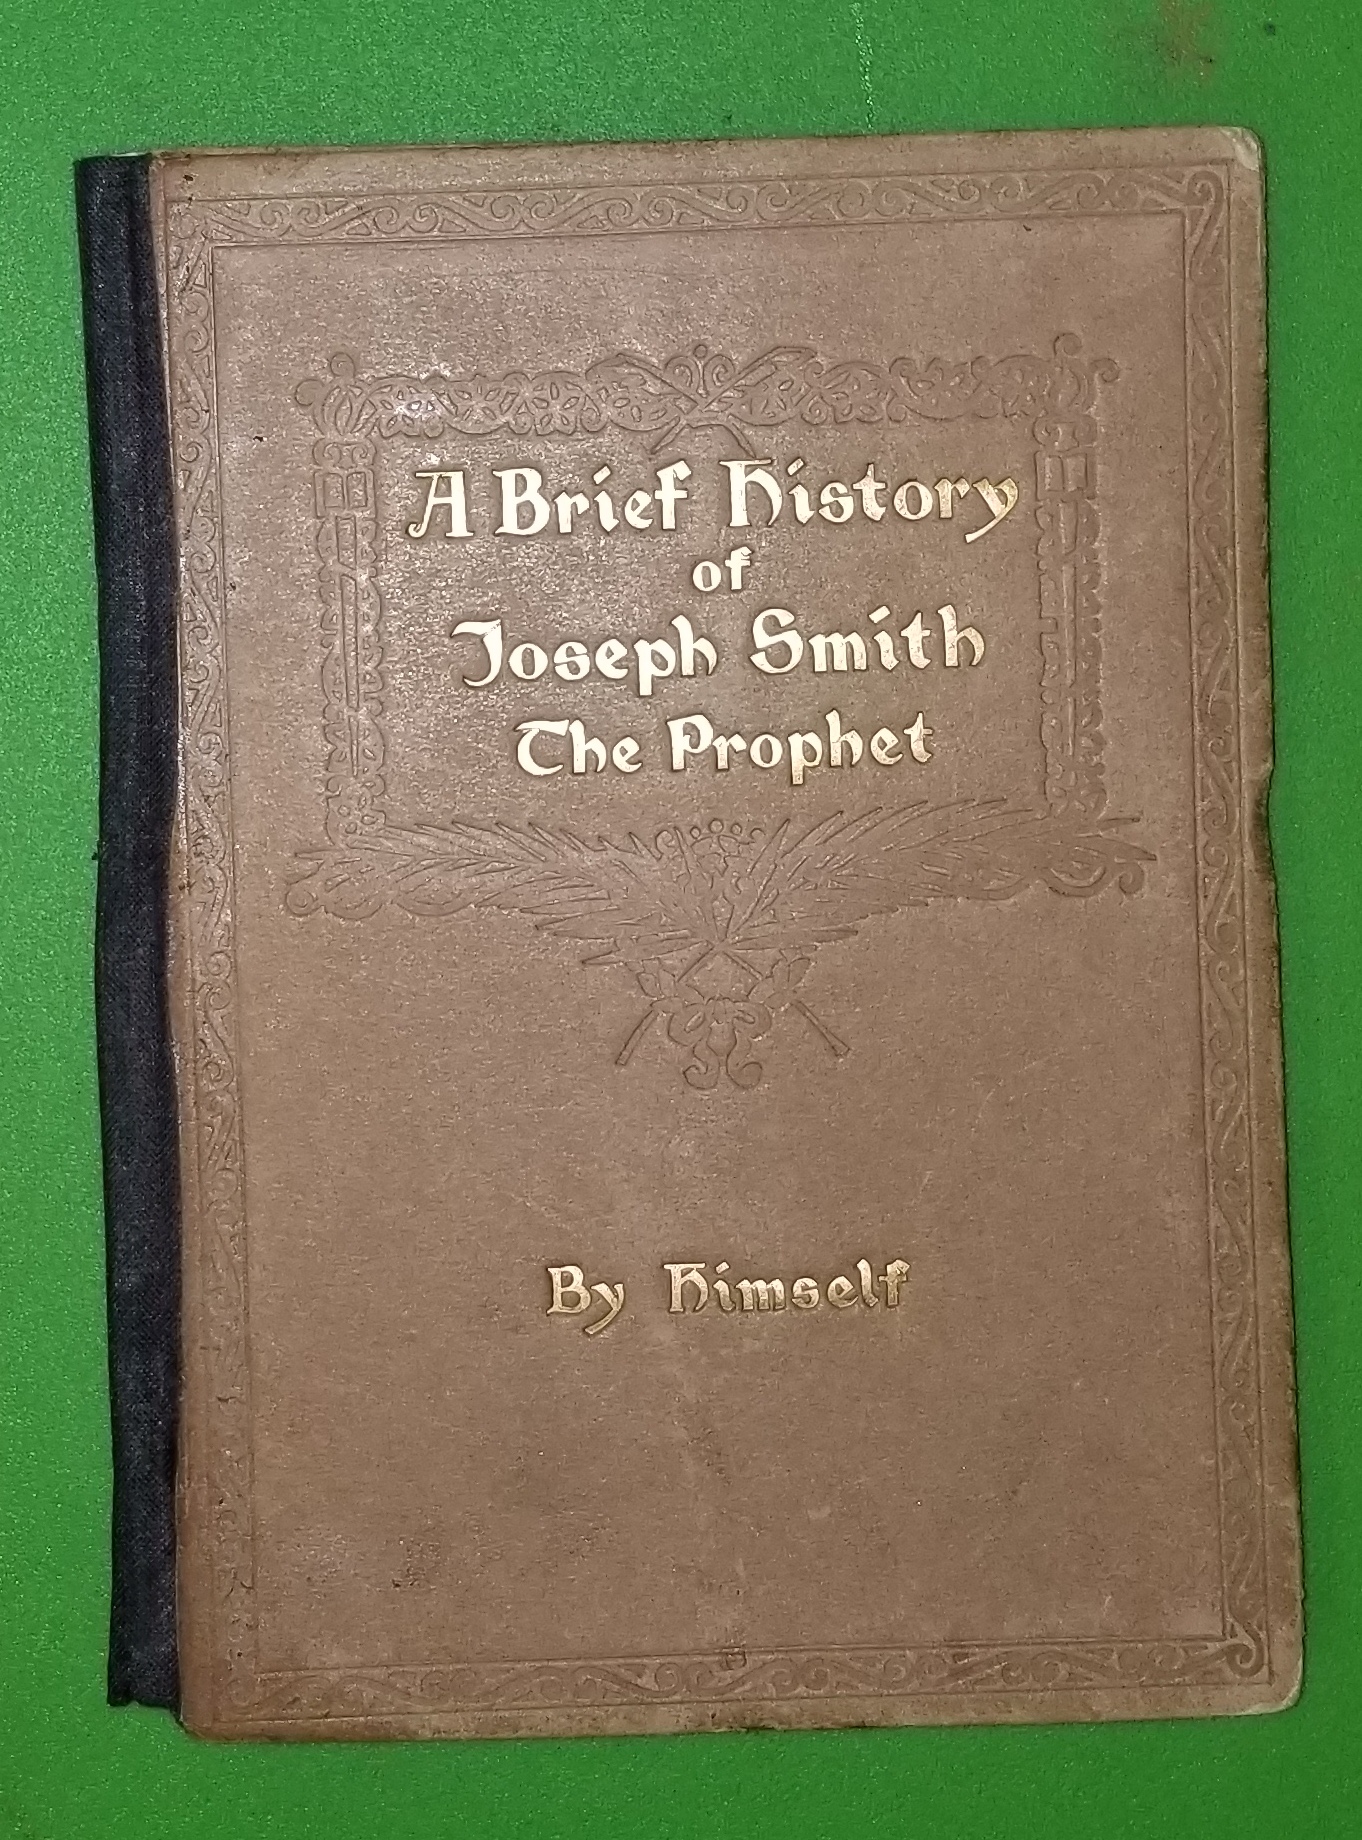 A Brief History
of
Joseph Smith
The Prophet
By Himself